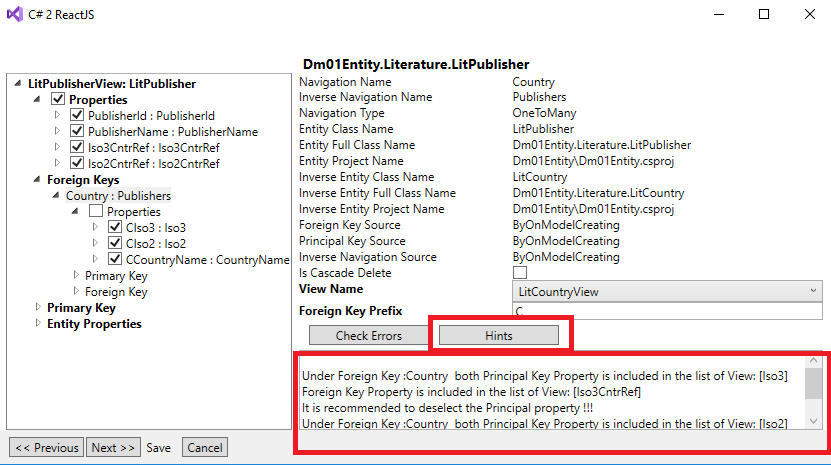 C# 2 ReactJS
LitPublisherView: LitPublisher
Properties
PublisherId : PublisherId
PublisherName : PublisherName
Iso3CntrRef : Iso3CntrRef
Iso2CntrRef : Iso2CntrRef
Foreign Keys
Country : Publishers
Properties
CIso3 : Iso3
CIso2 : Iso2
CCountryName : CountryName
Primary Key
Foreign Key
Primary Key
Entity Properties
Dm01Entity.Literature.LitPublisher
Navigation Name Country
Inverse Navigation Name Publishers
Navigation Type OneToMany
Entity Class Name LitPublisher
Entity Full Class Name Dm01Entity.Literature.LitPublisher
Entity Project Name Dm01Entity\Dm01Entity.csproj
Inverse Entity Class Name LitCountry
Inverse Entity Full Class Name Dm01Entity.Literature.LitCountry
Inverse Entity Project Name Dm01Entity\Dm01Entity.csproj
Foreign Key Source ByOnModelCreating
Principal Key Source ByOnModelCreating
Inverse Navigation Source ByOnModelCreating
Is Cascade Delete
View Name LitCountryView
Foreign Key Prefix C
Check Errors Hints
Under Foreign Key :Country both Principal Key Property is included in the list of View: [Iso3]
Foreign Key Property is included in the list of View: [Iso3CntrRef]
It is recommended to deselect the Principal property !!!
Under Foreign Key :Country both Principal Key Property is included in the list of View: [Iso2]
<< Previous Next >> Save Cancel